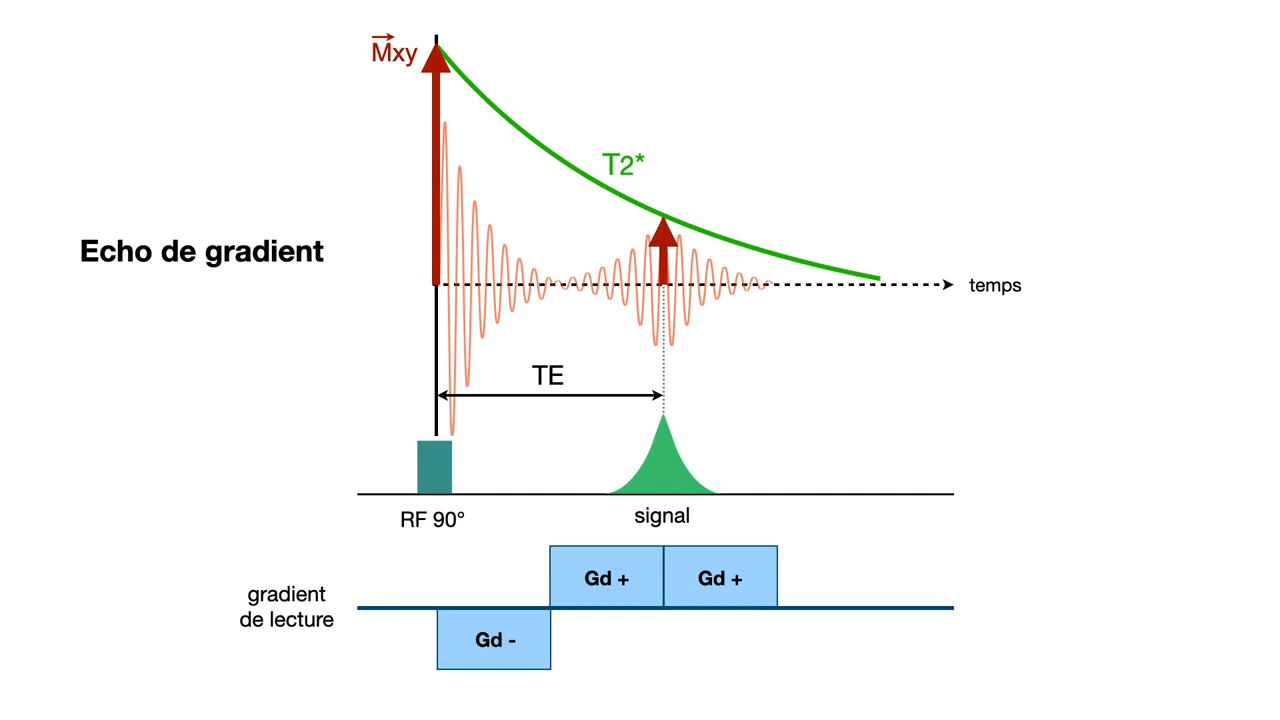 Mxy
T2*
Echo de gradient
temps
TE
RF 90°
signal
Gd +
Gd +
gradient
de lecture
Gd -